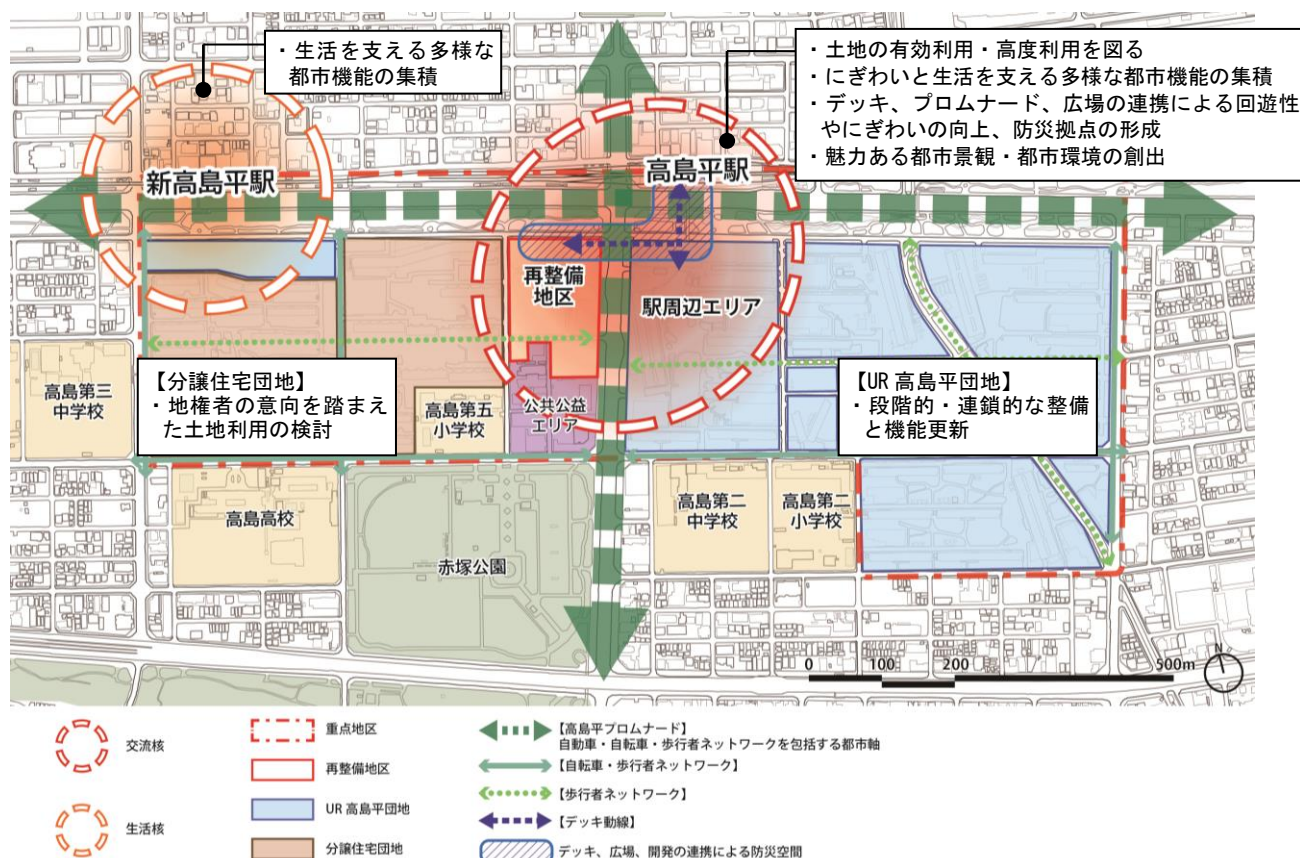 ・生活を支える多様な
都市機能の集積
・土地の有効利用・高度利用を図る
・にぎわいと生活を支える多様な都市機能の集積
・デッキ、プロムナード、広場の連携による回遊性
やにぎわいの向上、防災拠点の形成
・魅力ある都市景観・都市環境の創出
新高島平駅
高島平駅
再整備
地区
駅周辺エリア
高島第三
中学校
【分譲住宅団地】
・地権者の意向を踏まえ
た土地利用の検討
高島第五
小学校
公共公益
エリア
【UR 高島平団地】
・段階的・連鎖的な整備
と機能更新
高島高校
赤塚公園
高島第二
中学校
高島第二
小学校
0 100 200 500m
N
交流核
生活核
重点地区
再整備地区
UR 高島平団地
分譲住宅団地
【高島平プロムナード】
自動車・自転車・歩行者ネットワークを包括する都市軸
【自転車・歩行者ネットワーク】
【歩行者ネットワーク】
【デッキ動線】
デッキ、広場、開発の連携による防災空間